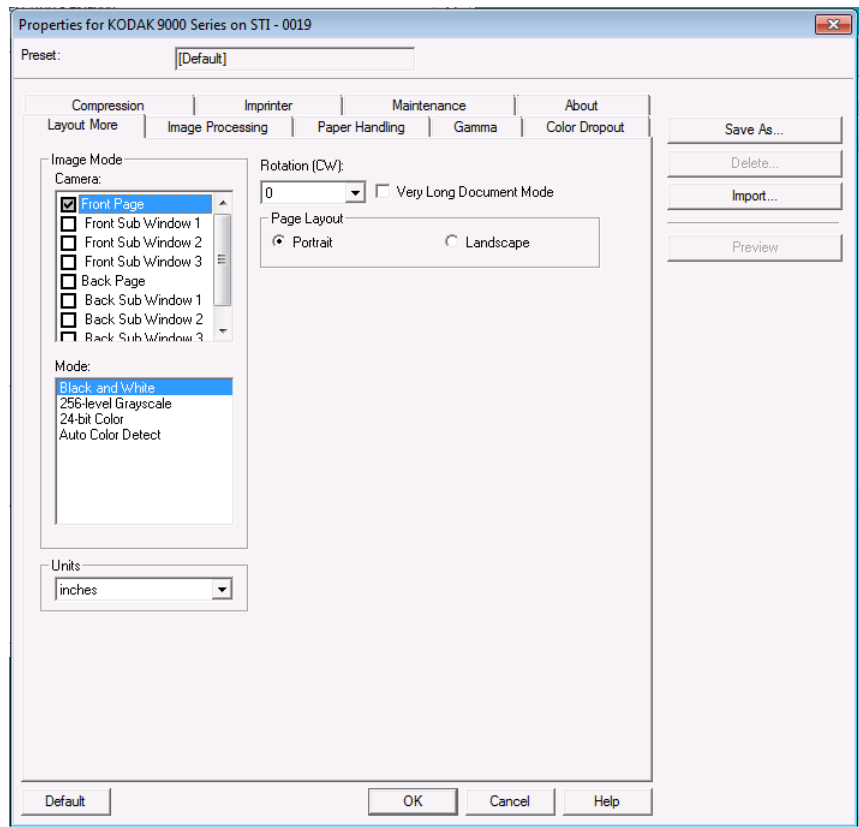 Properties for KODAK 9000 Series on STI - 0019
Preset: [Default]
Compression Imprinter Maintenance About
Layout More Image Processing Paper Handling Gamma Color Dropout
Save As...
Delete...
Import...
Preview
Image Mode
Camera:
Front Page
Front Sub Window 1
Front Sub Window 2
Front Sub Window 3
Back Page
Back Sub Window 1
Back Sub Window 2
Back Sub Window 3
Mode:
Black and White
256-level Grayscale
24-bit Color
Auto Color Detect
Units
inches
Rotation (CW):
0 Very Long Document Mode
Page Layout
Portrait Landscape
Default OK Cancel Help